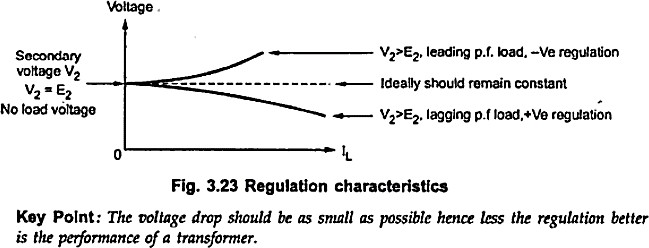 Voltage
V2>E2, leading p.f. load, –Ve regulation
Secondary
voltage V2
V2 = E2
No load voltage
Ideally should remain constant
V2>E2, lagging p.f load,+Ve regulation
0
IL
Fig. 3.23 Regulation characteristics
Key Point: The voltage drop should be as small as possible hence less the regulation better
is the performance of a transformer.